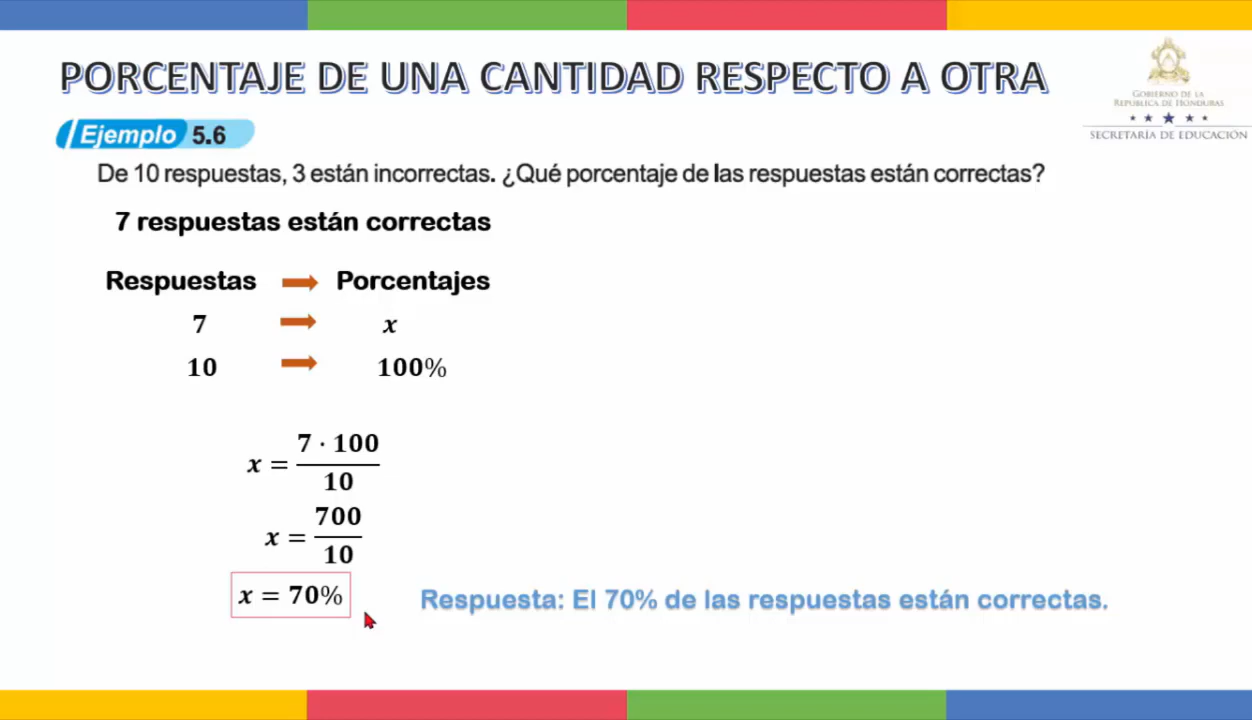 PORCENTAJE DE UNA CANTIDAD RESPECTO A OTRA
GOBIERNO DE LA
REPÚBLICA DE HONDURAS
SECRETARÍA DE EDUCACIÓN
Ejemplo 5.6
De 10 respuestas, 3 están incorrectas. ¿Qué porcentaje de las respuestas están correctas?
7 respuestas están correctas
Respuestas ➡ Porcentajes
7 ➡ x
10 ➡ 100%
x = 7 · 100 / 10
x = 700 / 10
x = 70%
Respuesta: El 70% de las respuestas están correctas.